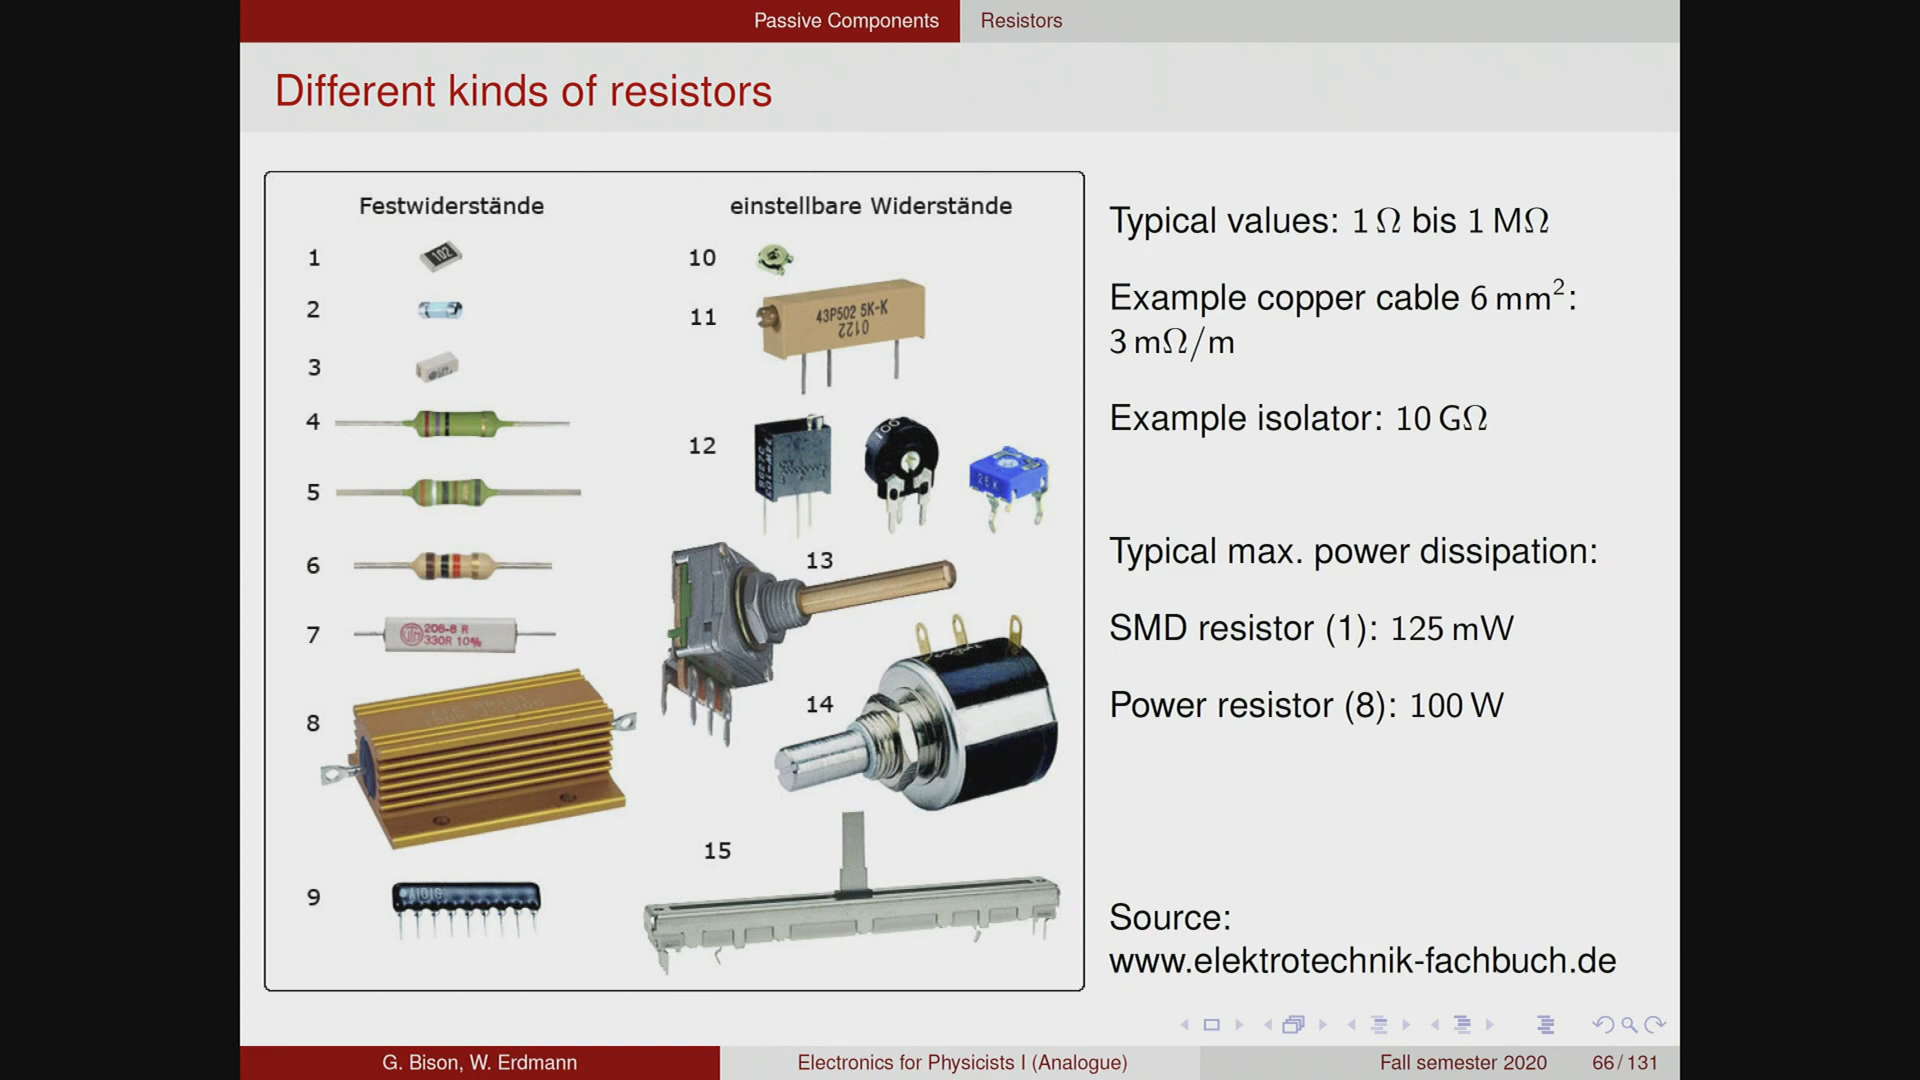 Passive Components
Resistors
Different kinds of resistors
Festwiderstände
1
102
2
3
4
5
6
7
208-8 R
330R 10%
8
9
A101G
einstellbare Widerstände
10
11
43P502 5K-K
0122
12
100
25K
13
14
15
Typical values: 1 Ω bis 1 MΩ
Example copper cable 6 mm²:
3 mΩ/m
Example isolator: 10 GΩ
Typical max. power dissipation:
SMD resistor (1): 125 mW
Power resistor (8): 100 W
Source:
www.elektrotechnik-fachbuch.de
G. Bison, W. Erdmann
Electronics for Physicists I (Analogue)
Fall semester 2020
66 / 131